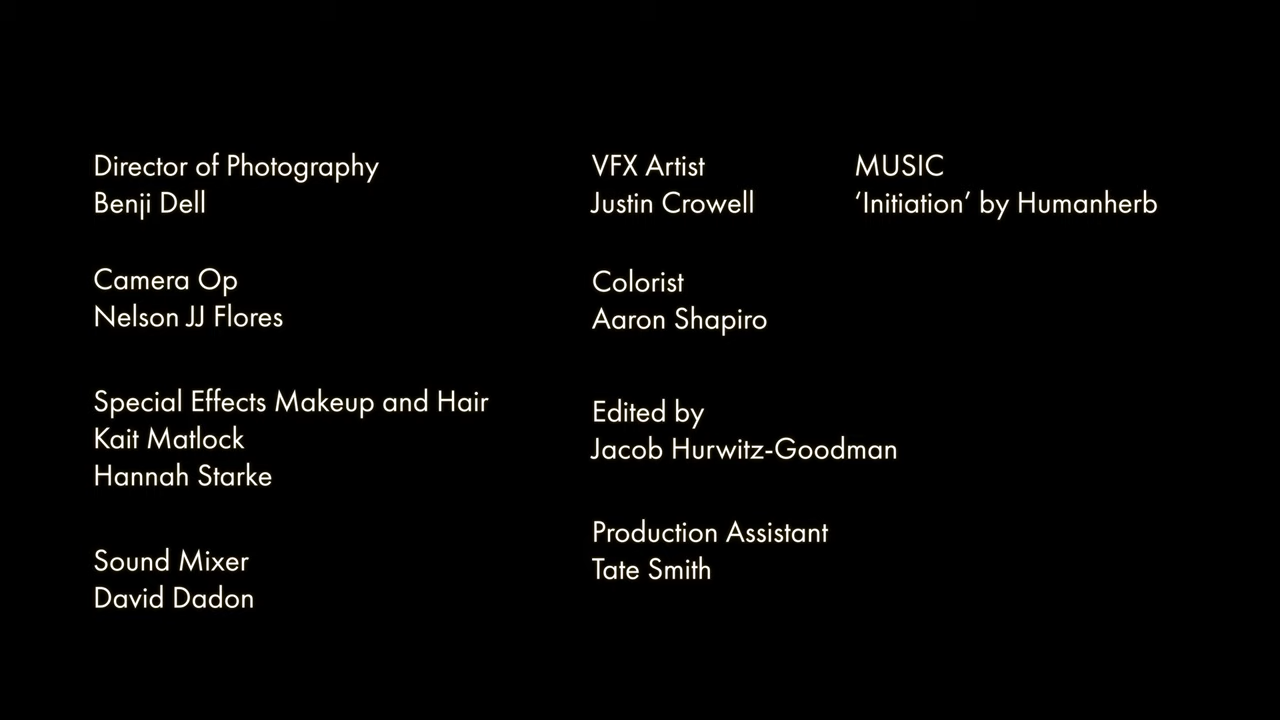 Director of Photography
Benji Dell
Camera Op
Nelson JJ Flores
Special Effects Makeup and Hair
Kait Matlock
Hannah Starke
Sound Mixer
David Dadon
VFX Artist
Justin Crowell
Colorist
Aaron Shapiro
Edited by
Jacob Hurwitz-Goodman
Production Assistant
Tate Smith
MUSIC
‘Initiation’ by Humanherb